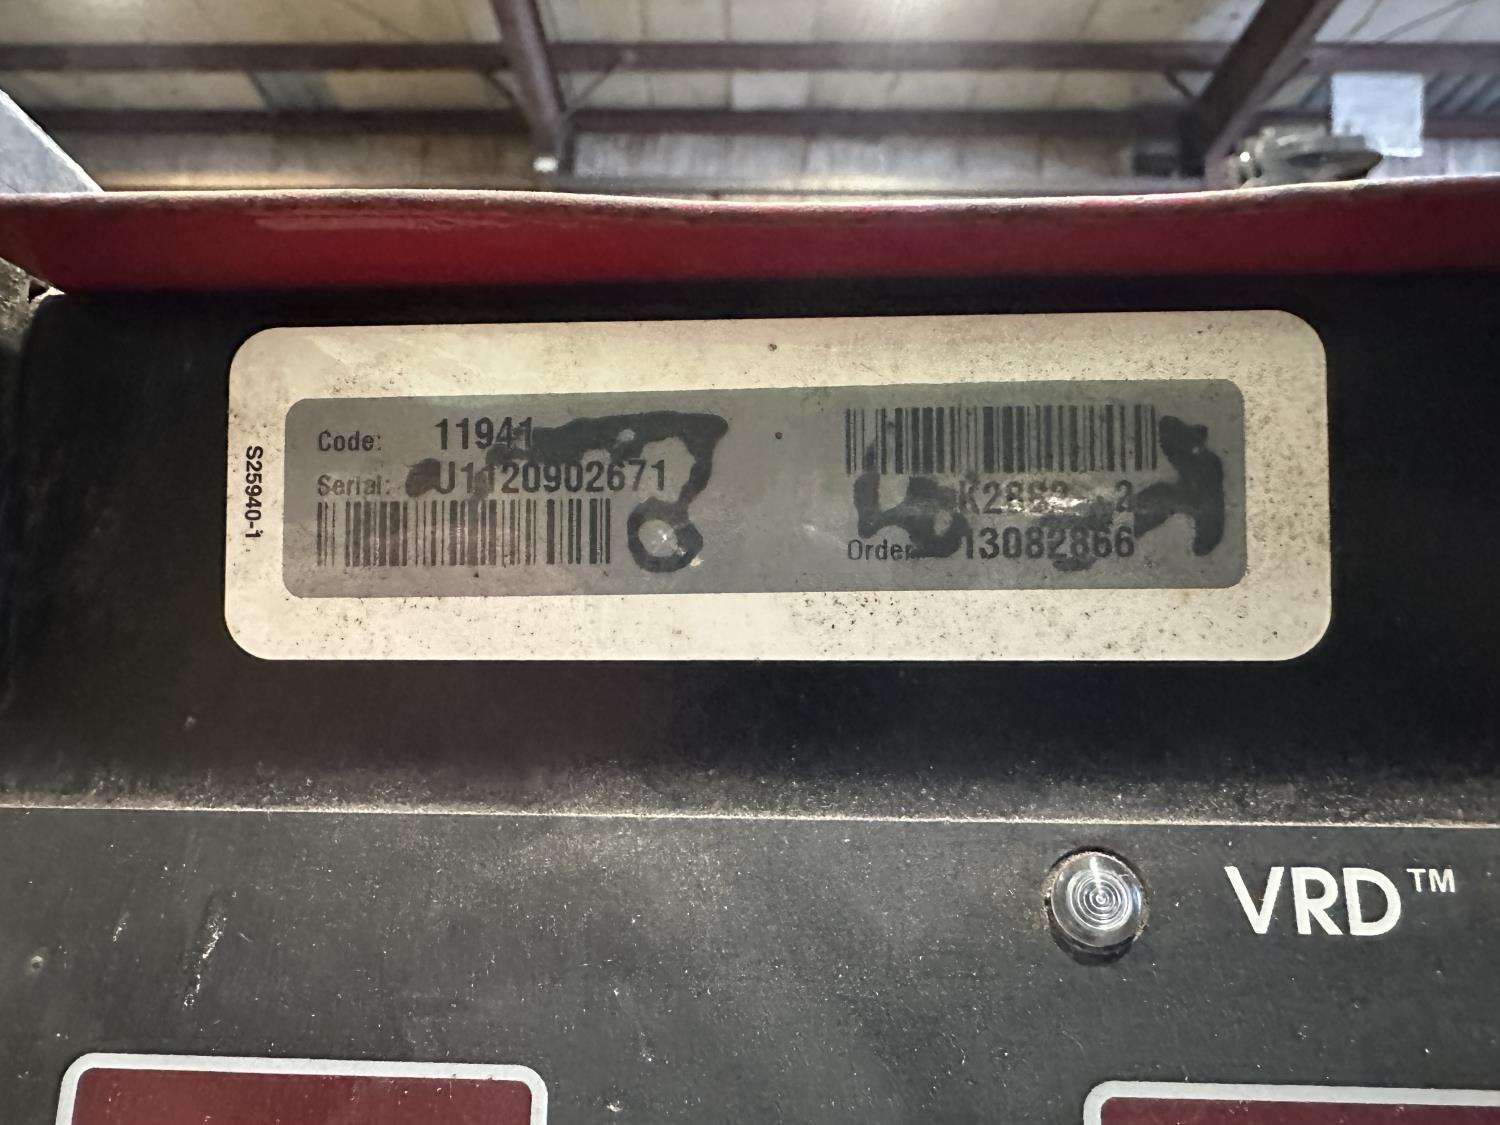 Code: 11941
Serial: U1120902671
S25940-1
Order 13082866
VRD™